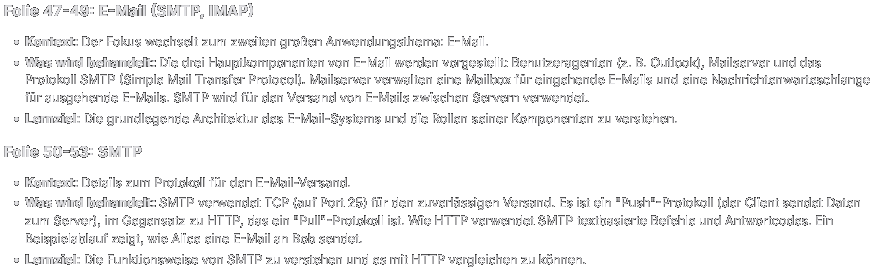 Folie 47-49: E-Mail (SMTP, IMAP)
• Kontext: Der Fokus wechselt zum zweiten großen Anwendungsthema: E-Mail.
• Was wird behandelt: Die drei Hauptkomponenten von E-Mail werden vorgestellt: Benutzeragenten (z. B. Outlook), Mailserver und das
Protokoll SMTP (Simple Mail Transfer Protocol). Mailserver verwalten eine Mailbox für eingehende E-Mails und eine Nachrichtenwarteschlange
für ausgehende E-Mails. SMTP wird für den Versand von E-Mails zwischen Servern verwendet.
• Lernziel: Die grundlegende Architektur des E-Mail-Systems und die Rollen seiner Komponenten zu verstehen.
Folie 50-53: SMTP
• Kontext: Details zum Protokoll für den E-Mail-Versand.
• Was wird behandelt: SMTP verwendet TCP (auf Port 25) für den zuverlässigen Versand. Es ist ein "Push"-Protokoll (der Client sendet Daten
zum Server), im Gegensatz zu HTTP, das ein "Pull"-Protokoll ist. Wie HTTP verwendet SMTP textbasierte Befehle und Antwortcodes. Ein
Beispielablauf zeigt, wie Alice eine E-Mail an Bob sendet.
• Lernziel: Die Funktionsweise von SMTP zu verstehen und es mit HTTP vergleichen zu können.